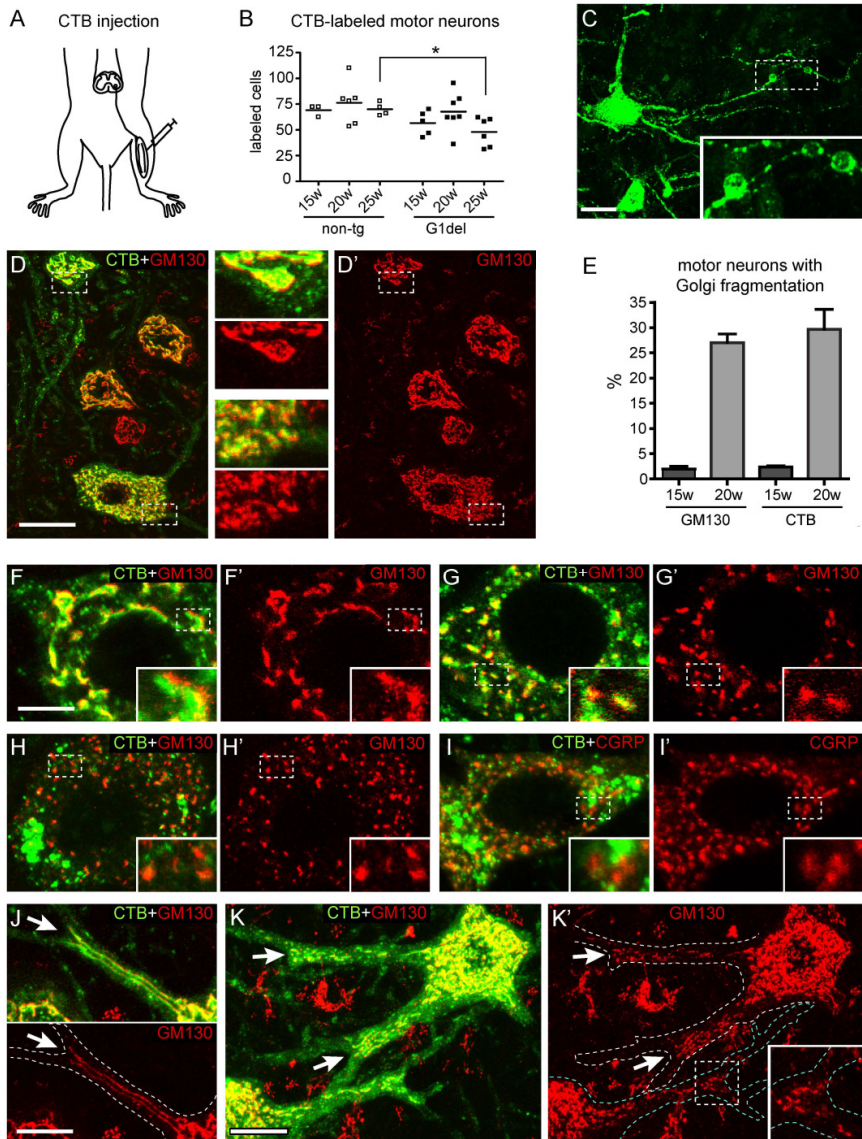 A
CTB injection
B
CTB-labeled motor neurons
labeled cells
125
100
75
50
25
0
*
15w
20w
25w
15w
20w
25w
non-tg
G1del
C
D
CTB+GM130
D'
GM130
E
motor neurons with
Golgi fragmentation
%
35
30
25
20
15
10
5
0
15w
20w
15w
20w
GM130
CTB
F
CTB+GM130
F'
GM130
G
CTB+GM130
G'
GM130
H
CTB+GM130
H'
GM130
I
CTB+CGRP
I'
CGRP
J
CTB+GM130
GM130
K
CTB+GM130
K'
GM130